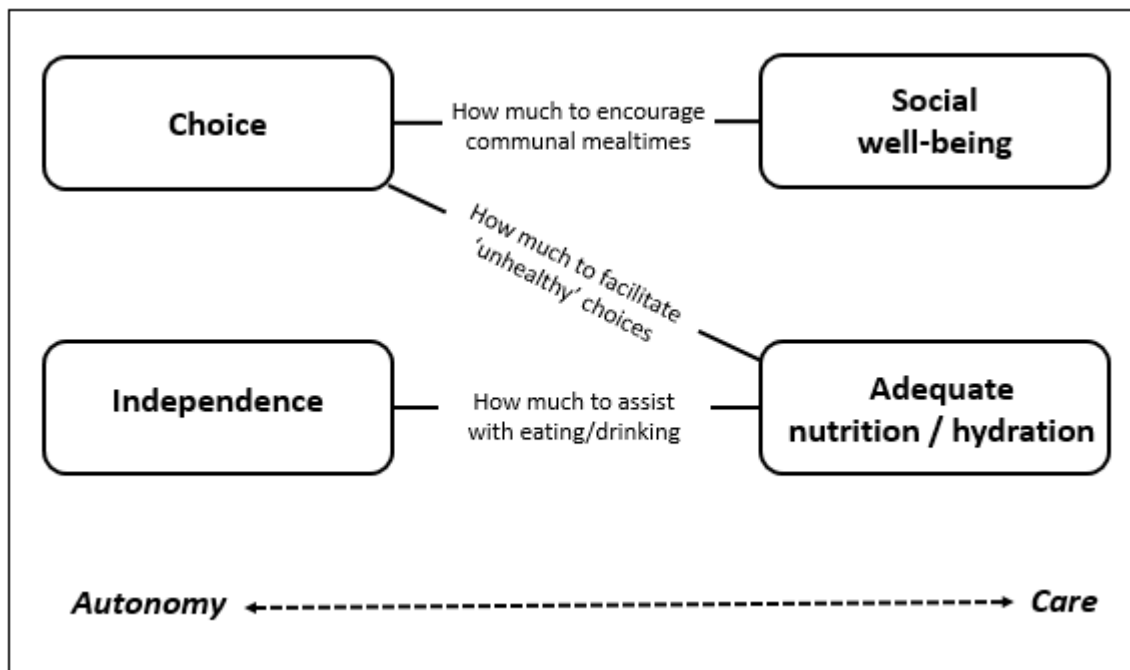 Choice
How much to encourage
communal mealtimes
Social
well-being
How much to facilitate
‘unhealthy’ choices
Independence
How much to assist
with eating/drinking
Adequate
nutrition / hydration
Autonomy
Care